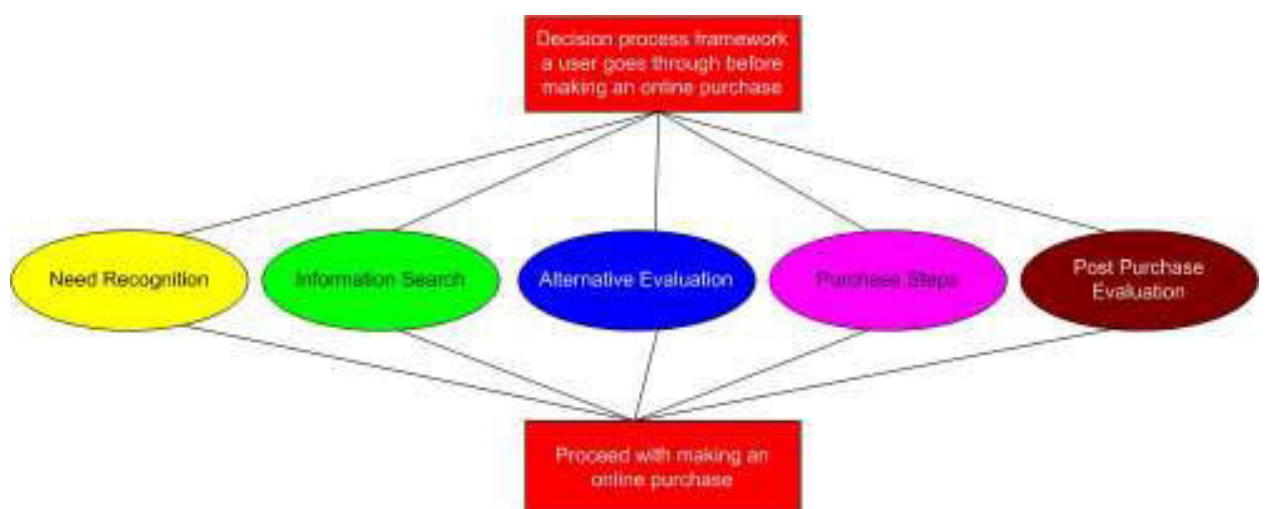 Decision process framework
a user goes through before
making an online purchase
Need Recognition
Information Search
Alternative Evaluation
Purchase Steps
Post Purchase
Evaluation
Proceed with making an
online purchase